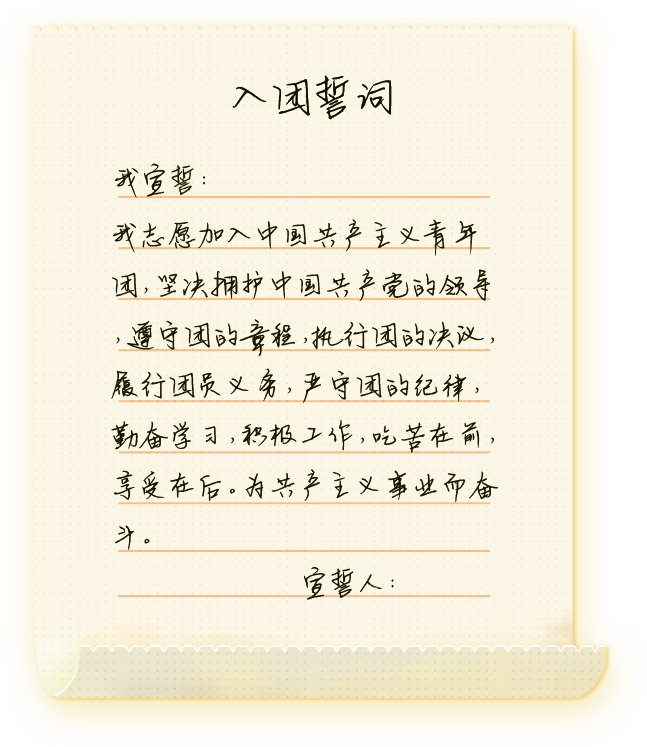 入团誓词
我宣誓：
我志愿加入中国共产主义青年
团，坚决拥护中国共产党的领导
，遵守团的章程，执行团的决议，
履行团员义务，严守团的纪律，
勤奋学习，积极工作，吃苦在前，
享受在后。为共产主义事业而奋
斗。
宣誓人：